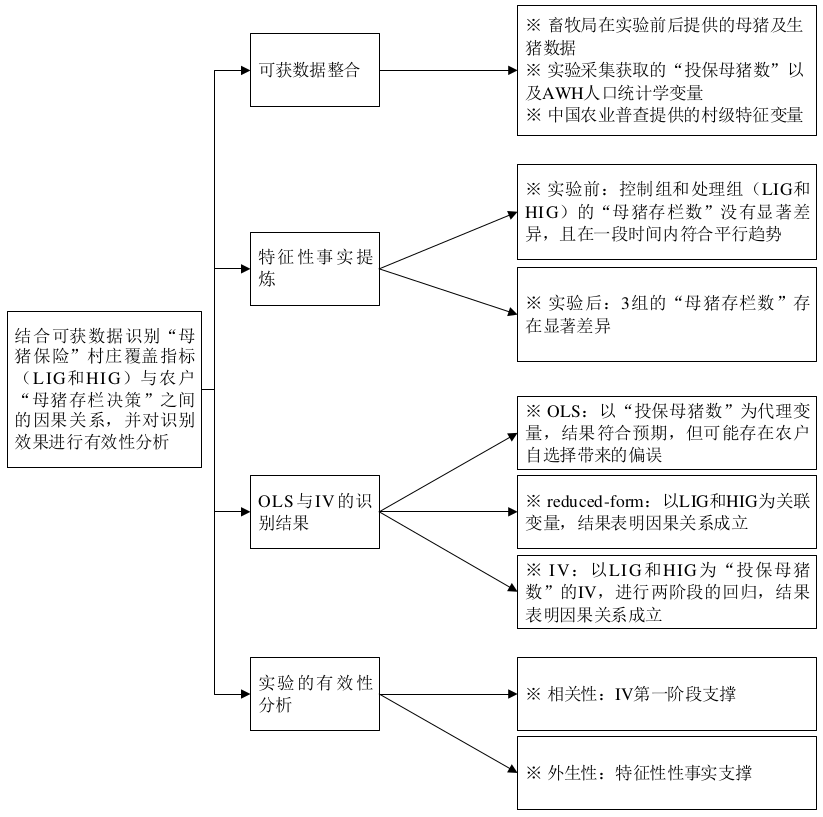 结合可获数据识别“母
猪保险”村庄覆盖指标
（LIG和HIG）与农户
“母猪存栏决策”之间
的因果关系，并对识别
效果进行有效性分析
可获数据整合
※ 畜牧局在实验前后提供的母猪及生
猪数据
※ 实验采集获取的“投保母猪数”以
及AWH人口统计学变量
※ 中国农业普查提供的村级特征变量
特征性事实提
炼
※ 实验前：控制组和处理组（LIG和
HIG）的“母猪存栏数”没有显著差
异，且在一段时间内符合平行趋势
※ 实验后：3组的“母猪存栏数”存
在显著差异
OLS与IV的识
别结果
※ OLS：以“投保母猪数”为代理变
量，结果符合预期，但可能存在农户
自选择带来的偏误
※ reduced-form：以LIG和HIG为关联
变量，结果表明因果关系成立
※ IV：以LIG和HIG为“投保母猪
数”的IV，进行两阶段的回归，结果
表明因果关系成立
实验的有效性
分析
※ 相关性：IV第一阶段支撑
※ 外生性：特征性性事实支撑